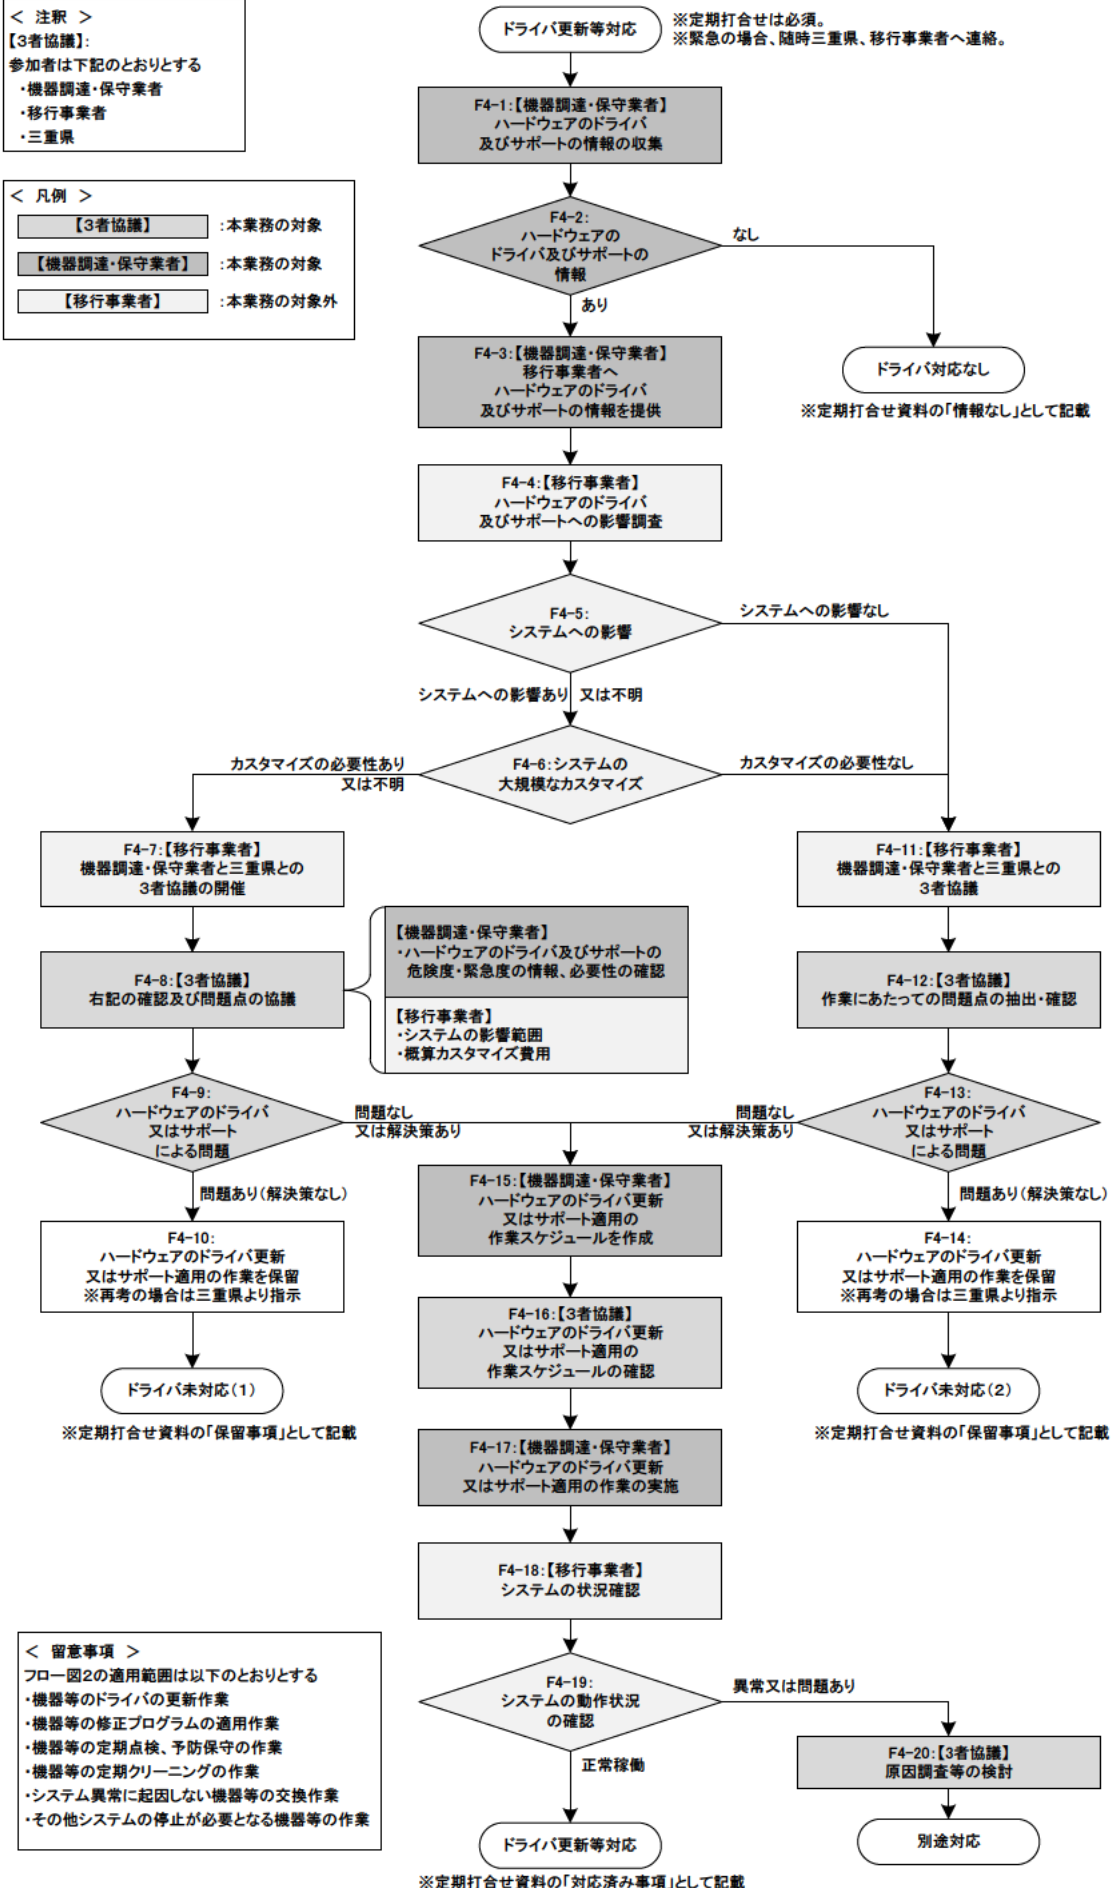 ＜ 注釈 ＞
【3者協議】:
参加者は下記のとおりとする
・機器調達・保守業者
・移行事業者
・三重県
＜ 凡例 ＞
【3者協議】 :本業務の対象
【機器調達・保守業者】 :本業務の対象
【移行事業者】 :本業務の対象外
ドライバ更新等対応
※定期打合せは必須。
※緊急の場合、随時三重県、移行事業者へ連絡。
F4-1:【機器調達・保守業者】
ハードウェアのドライバ
及びサポートの情報の収集
F4-2:
ハードウェアの
ドライバ及びサポートの
情報
なし
あり
ドライバ対応なし
※定期打合せ資料の「情報なし」として記載
F4-3:【機器調達・保守業者】
移行事業者へ
ハードウェアのドライバ
及びサポートの情報を提供
F4-4:【移行事業者】
ハードウェアのドライバ
及びサポートへの影響調査
F4-5:
システムへの影響
システムへの影響なし
システムへの影響あり 又は不明
F4-6:システムの
大規模なカスタマイズ
カスタマイズの必要性あり
又は不明
カスタマイズの必要性なし
F4-7:【移行事業者】
機器調達・保守業者と三重県との
3者協議の開催
F4-11:【移行事業者】
機器調達・保守業者と三重県との
3者協議
F4-8:【3者協議】
右記の確認及び問題点の協議
【機器調達・保守業者】
・ハードウェアのドライバ及びサポートの
危険度・緊急度の情報、必要性の確認
【移行事業者】
・システムの影響範囲
・概算カスタマイズ費用
F4-12:【3者協議】
作業にあたっての問題点の抽出・確認
F4-9:
ハードウェアのドライバ
又はサポート
による問題
問題なし
又は解決策あり
問題なし
又は解決策あり
F4-13:
ハードウェアのドライバ
又はサポート
による問題
問題あり(解決策なし)
問題あり(解決策なし)
F4-10:
ハードウェアのドライバ更新
又はサポート適用の作業を保留
※再考の場合は三重県より指示
F4-15:【機器調達・保守業者】
ハードウェアのドライバ更新
又はサポート適用の
作業スケジュールを作成
F4-14:
ハードウェアのドライバ更新
又はサポート適用の作業を保留
※再考の場合は三重県より指示
F4-16:【3者協議】
ハードウェアのドライバ更新
又はサポート適用の
作業スケジュールの確認
ドライバ未対応(1)
※定期打合せ資料の「保留事項」として記載
ドライバ未対応(2)
※定期打合せ資料の「保留事項」として記載
F4-17:【機器調達・保守業者】
ハードウェアのドライバ更新
又はサポート適用の作業の実施
F4-18:【移行事業者】
システムの状況確認
F4-19:
システムの動作状況
の確認
異常又は問題あり
正常稼働
F4-20:【3者協議】
原因調査等の検討
別途対応
ドライバ更新等対応
※定期打合せ資料の「対応済み事項」として記載
＜ 留意事項 ＞
フロー図2の適用範囲は以下のとおりとする
・機器等のドライバの更新作業
・機器等の修正プログラムの適用作業
・機器等の定期点検、予防保守の作業
・機器等の定期クリーニングの作業
・システム異常に起因しない機器等の交換作業
・その他システムの停止が必要となる機器等の作業